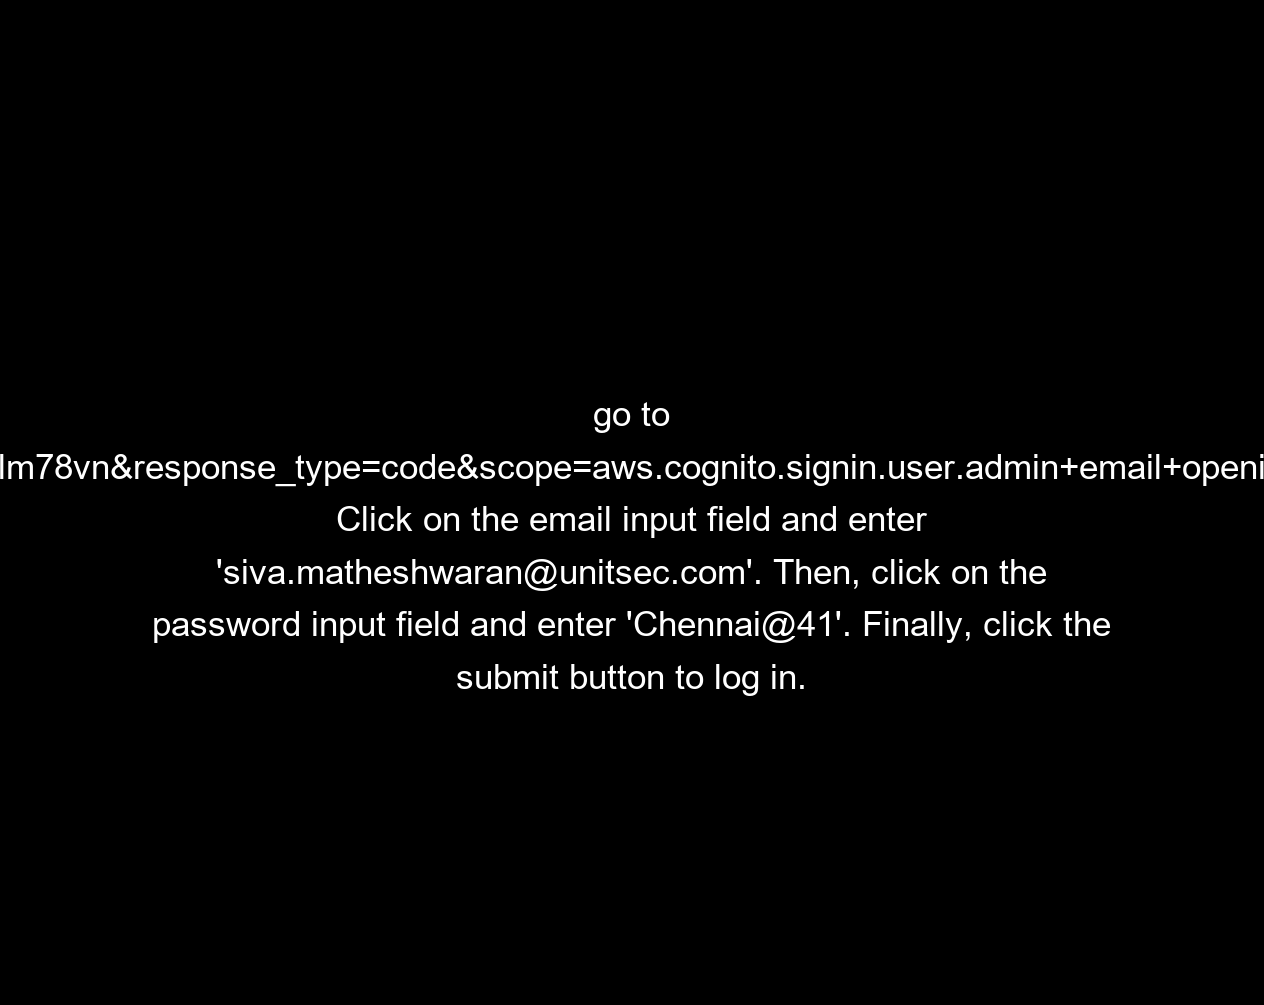 go to
lm78vn&response_type=code&scope=aws.cognito.signin.user.admin+email+openi
Click on the email input field and enter
'siva.matheshwaran@unitsec.com'. Then, click on the
password input field and enter 'Chennai@41'. Finally, click the
submit button to log in.